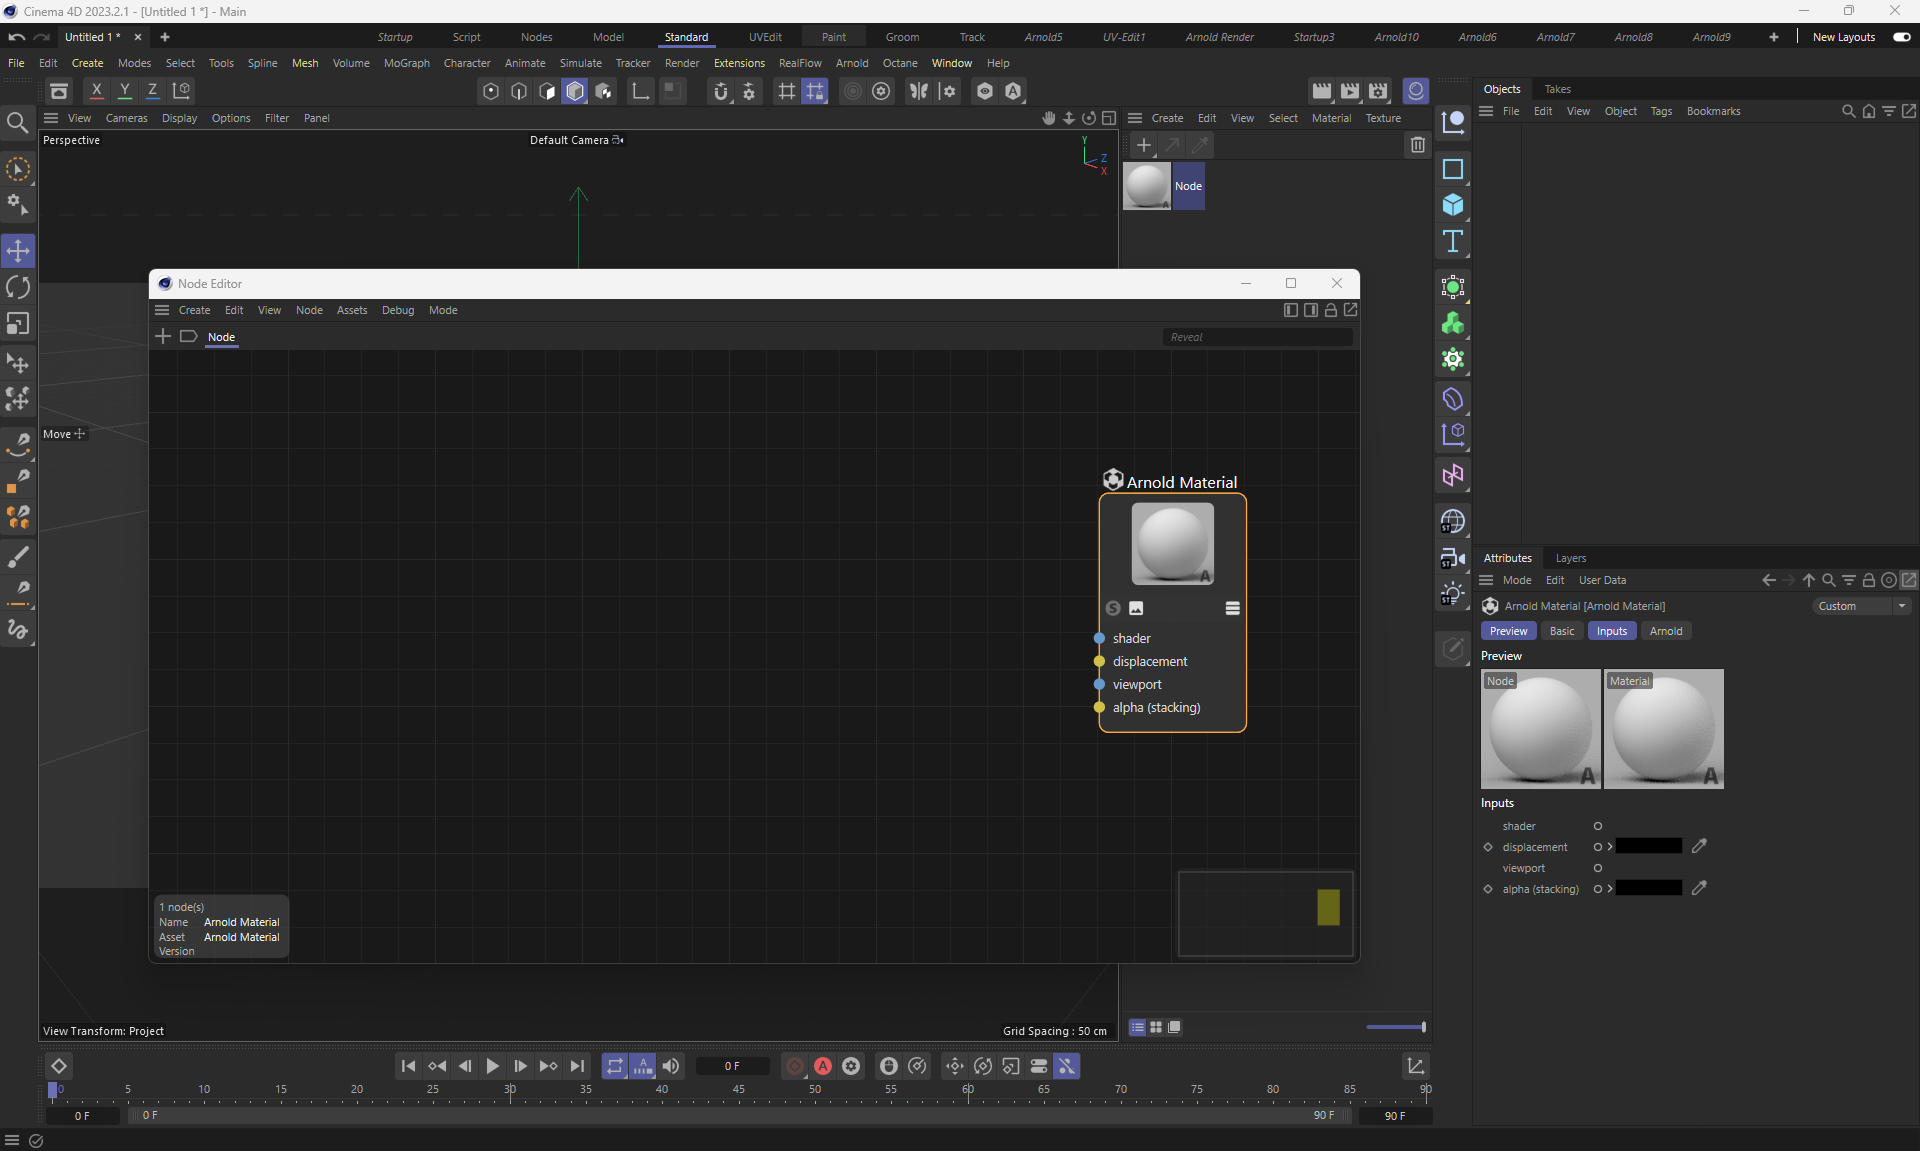 Cinema 4D 2023.2.1 - [Untitled 1 *] - Main
Untitled 1 *
Startup Script Nodes Model Standard UVEdit Paint Groom Track Arnold5 UV-Edit1 Arnold Render Startup3 Arnold10 Arnold6 Arnold7 Arnold8 Arnold9 New Layouts
File Edit Create Modes Select Tools Spline Mesh Volume MoGraph Character Animate Simulate Tracker Render Extensions RealFlow Arnold Octane Window Help
X Y Z
Objects Takes
File Edit View Object Tags Bookmarks
View Cameras Display Options Filter Panel
Create Edit View Select Material Texture
Perspective
Default Camera
Y
Z
X
Node
Node Editor
Create Edit View Node Assets Debug Mode
Node
Reveal
Move
Arnold Material
A
S
shader
displacement
viewport
alpha (stacking)
1 node(s)
Name Arnold Material
Asset Arnold Material
Version
View Transform: Project
Grid Spacing : 50 cm
ST
ST
ST
Attributes Layers
Mode Edit User Data
Arnold Material [Arnold Material]
Custom
Preview Basic Inputs Arnold
Preview
Node
A
Material
A
Inputs
shader
displacement
viewport
alpha (stacking)
0 F
A
0 5 10 15 20 25 30 35 40 45 50 55 60 65 70 75 80 85 90
0 F
0 F
90 F
90 F